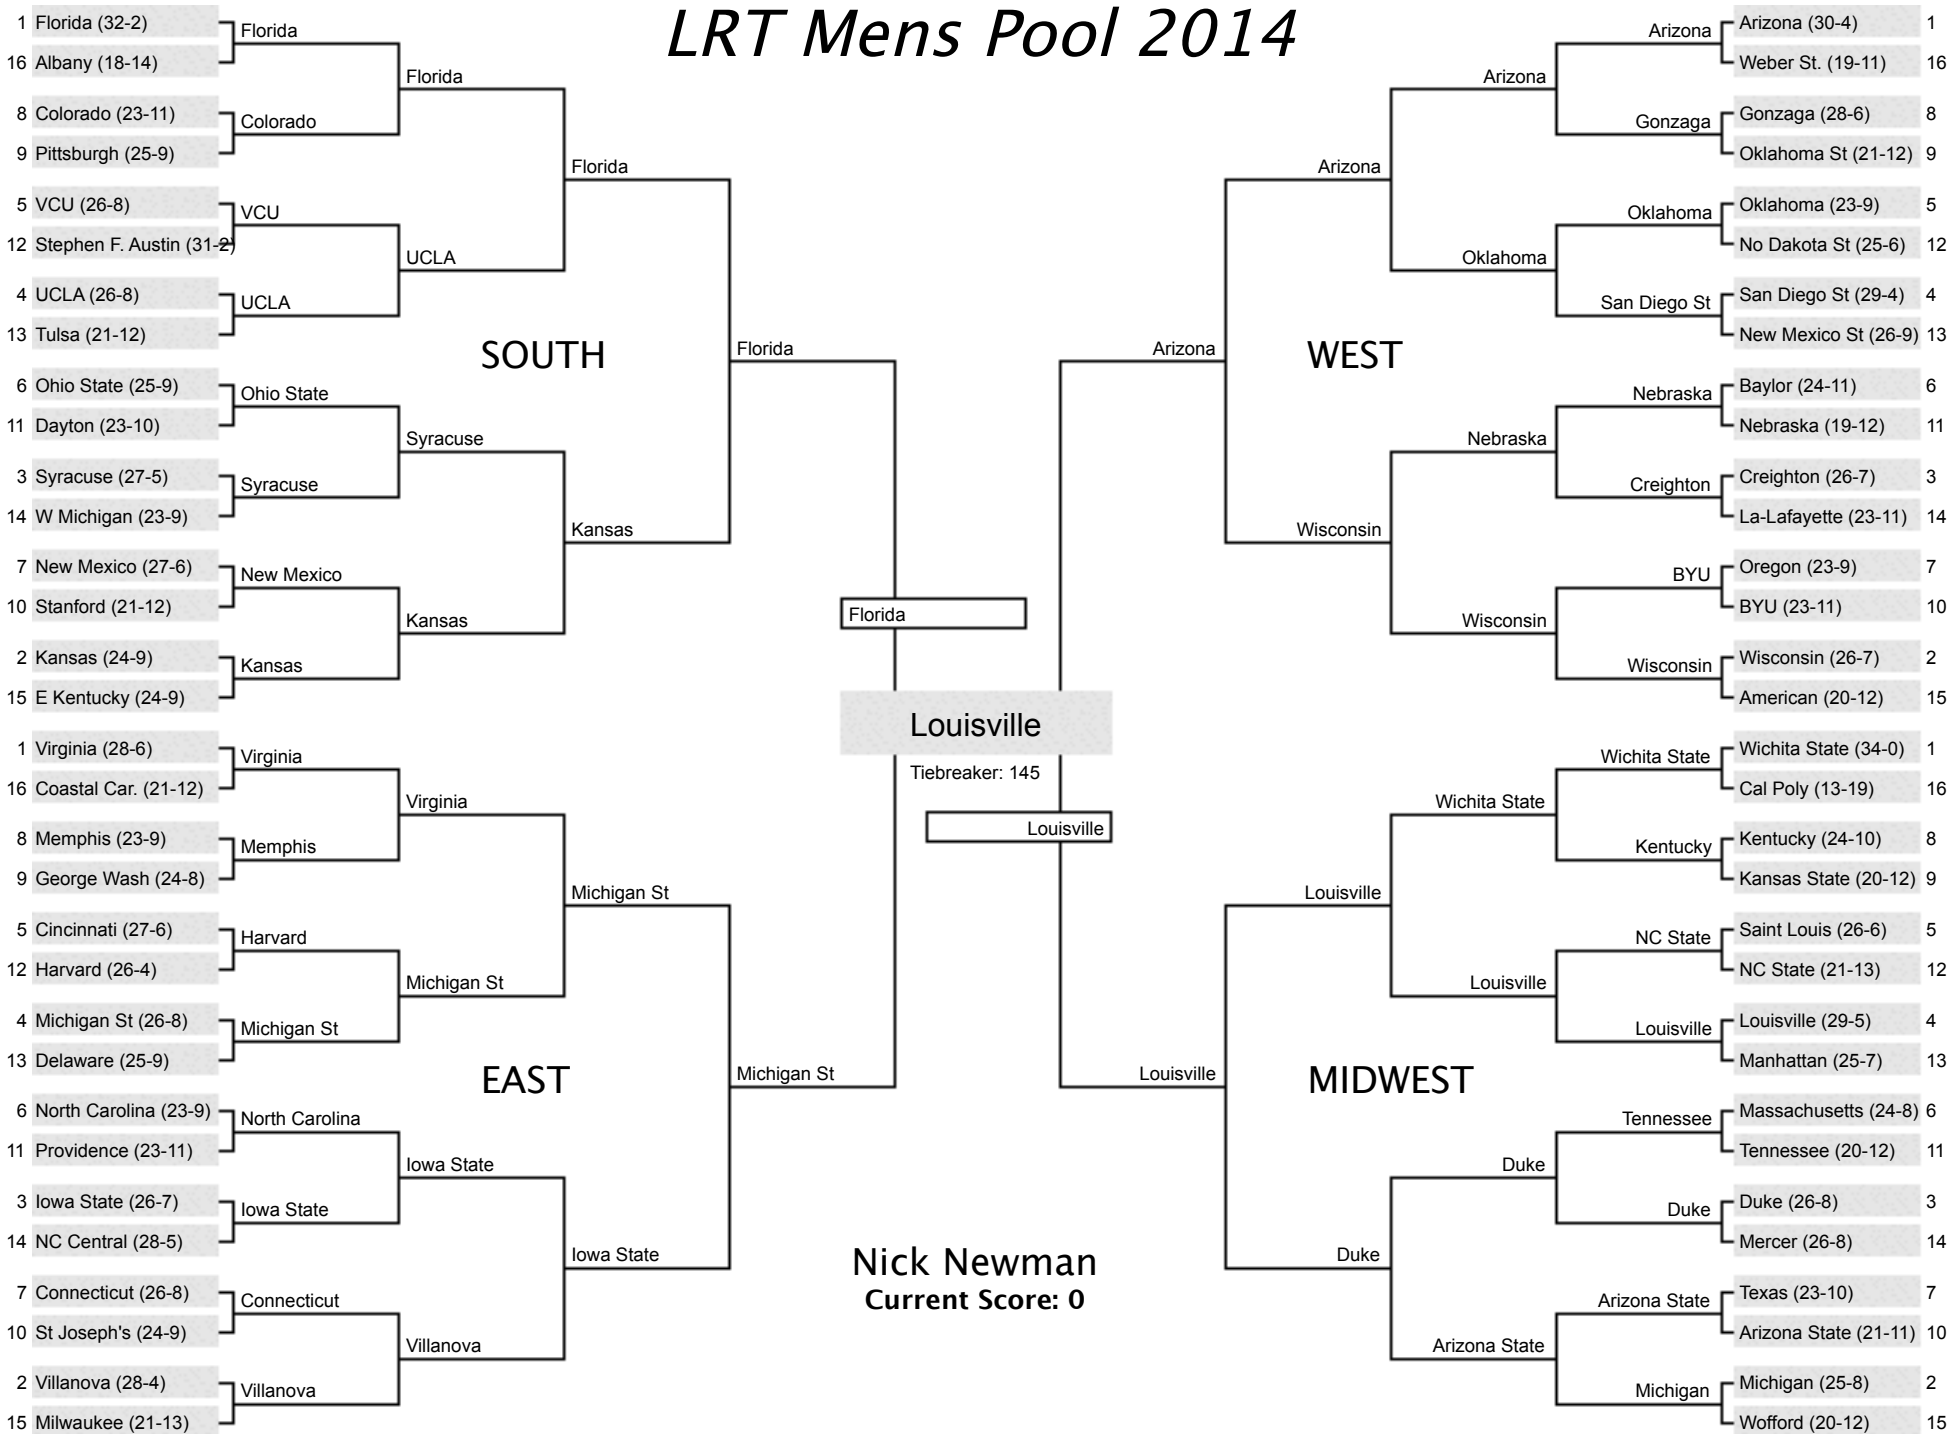 LRT Mens Pool 2014
1 Florida (32-2)
16 Albany (18-14)
8 Colorado (23-11)
9 Pittsburgh (25-9)
5 VCU (26-8)
12 Stephen F. Austin (31-2)
4 UCLA (26-8)
13 Tulsa (21-12)
6 Ohio State (25-9)
11 Dayton (23-10)
3 Syracuse (27-5)
14 W Michigan (23-9)
7 New Mexico (27-6)
10 Stanford (21-12)
2 Kansas (24-9)
15 E Kentucky (24-9)
Florida
Colorado
VCU
UCLA
Ohio State
Syracuse
New Mexico
Kansas
Florida
UCLA
Syracuse
Kansas
Florida
Kansas
Florida
SOUTH
1 Virginia (28-6)
16 Coastal Car. (21-12)
8 Memphis (23-9)
9 George Wash (24-8)
5 Cincinnati (27-6)
12 Harvard (26-4)
4 Michigan St (26-8)
13 Delaware (25-9)
6 North Carolina (23-9)
11 Providence (23-11)
3 Iowa State (26-7)
14 NC Central (28-5)
7 Connecticut (26-8)
10 St Joseph's (24-9)
2 Villanova (28-4)
15 Milwaukee (21-13)
Virginia
Memphis
Harvard
Michigan St
North Carolina
Iowa State
Connecticut
Villanova
Virginia
Michigan St
Iowa State
Villanova
Michigan St
Iowa State
Michigan St
EAST
Florida
Louisville
Tiebreaker: 145
Louisville
Nick Newman
Current Score: 0
Arizona
Arizona
Wisconsin
WEST
Arizona
Oklahoma
Nebraska
Wisconsin
Arizona
Gonzaga
Oklahoma
San Diego St
Nebraska
Creighton
BYU
Wisconsin
Arizona (30-4) 1
Weber St. (19-11) 16
Gonzaga (28-6) 8
Oklahoma St (21-12) 9
Oklahoma (23-9) 5
No Dakota St (25-6) 12
San Diego St (29-4) 4
New Mexico St (26-9) 13
Baylor (24-11) 6
Nebraska (19-12) 11
Creighton (26-7) 3
La-Lafayette (23-11) 14
Oregon (23-9) 7
BYU (23-11) 10
Wisconsin (26-7) 2
American (20-12) 15
Louisville
Louisville
Duke
MIDWEST
Wichita State
Louisville
Duke
Arizona State
Wichita State
Kentucky
NC State
Louisville
Tennessee
Duke
Arizona State
Michigan
Wichita State (34-0) 1
Cal Poly (13-19) 16
Kentucky (24-10) 8
Kansas State (20-12) 9
Saint Louis (26-6) 5
NC State (21-13) 12
Louisville (29-5) 4
Manhattan (25-7) 13
Massachusetts (24-8) 6
Tennessee (20-12) 11
Duke (26-8) 3
Mercer (26-8) 14
Texas (23-10) 7
Arizona State (21-11) 10
Michigan (25-8) 2
Wofford (20-12) 15